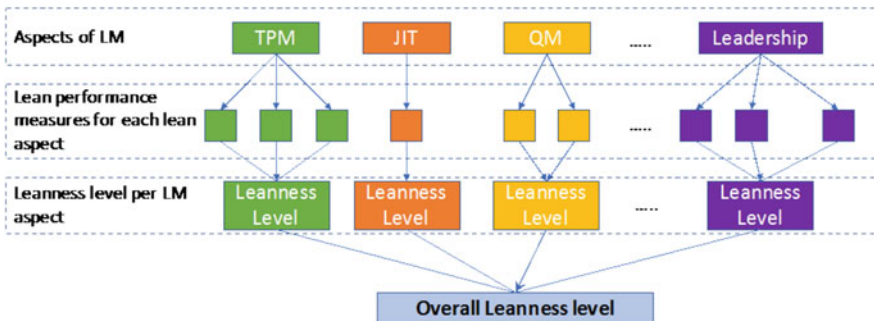 Aspects of LM
TPM
JIT
QM
.....
Leadership
Lean performance
measures for each lean
aspect
.....
Leanness level per LM
aspect
Leanness
Level
Leanness
Level
Leanness
Level
.....
Leanness
Level
Overall Leanness level